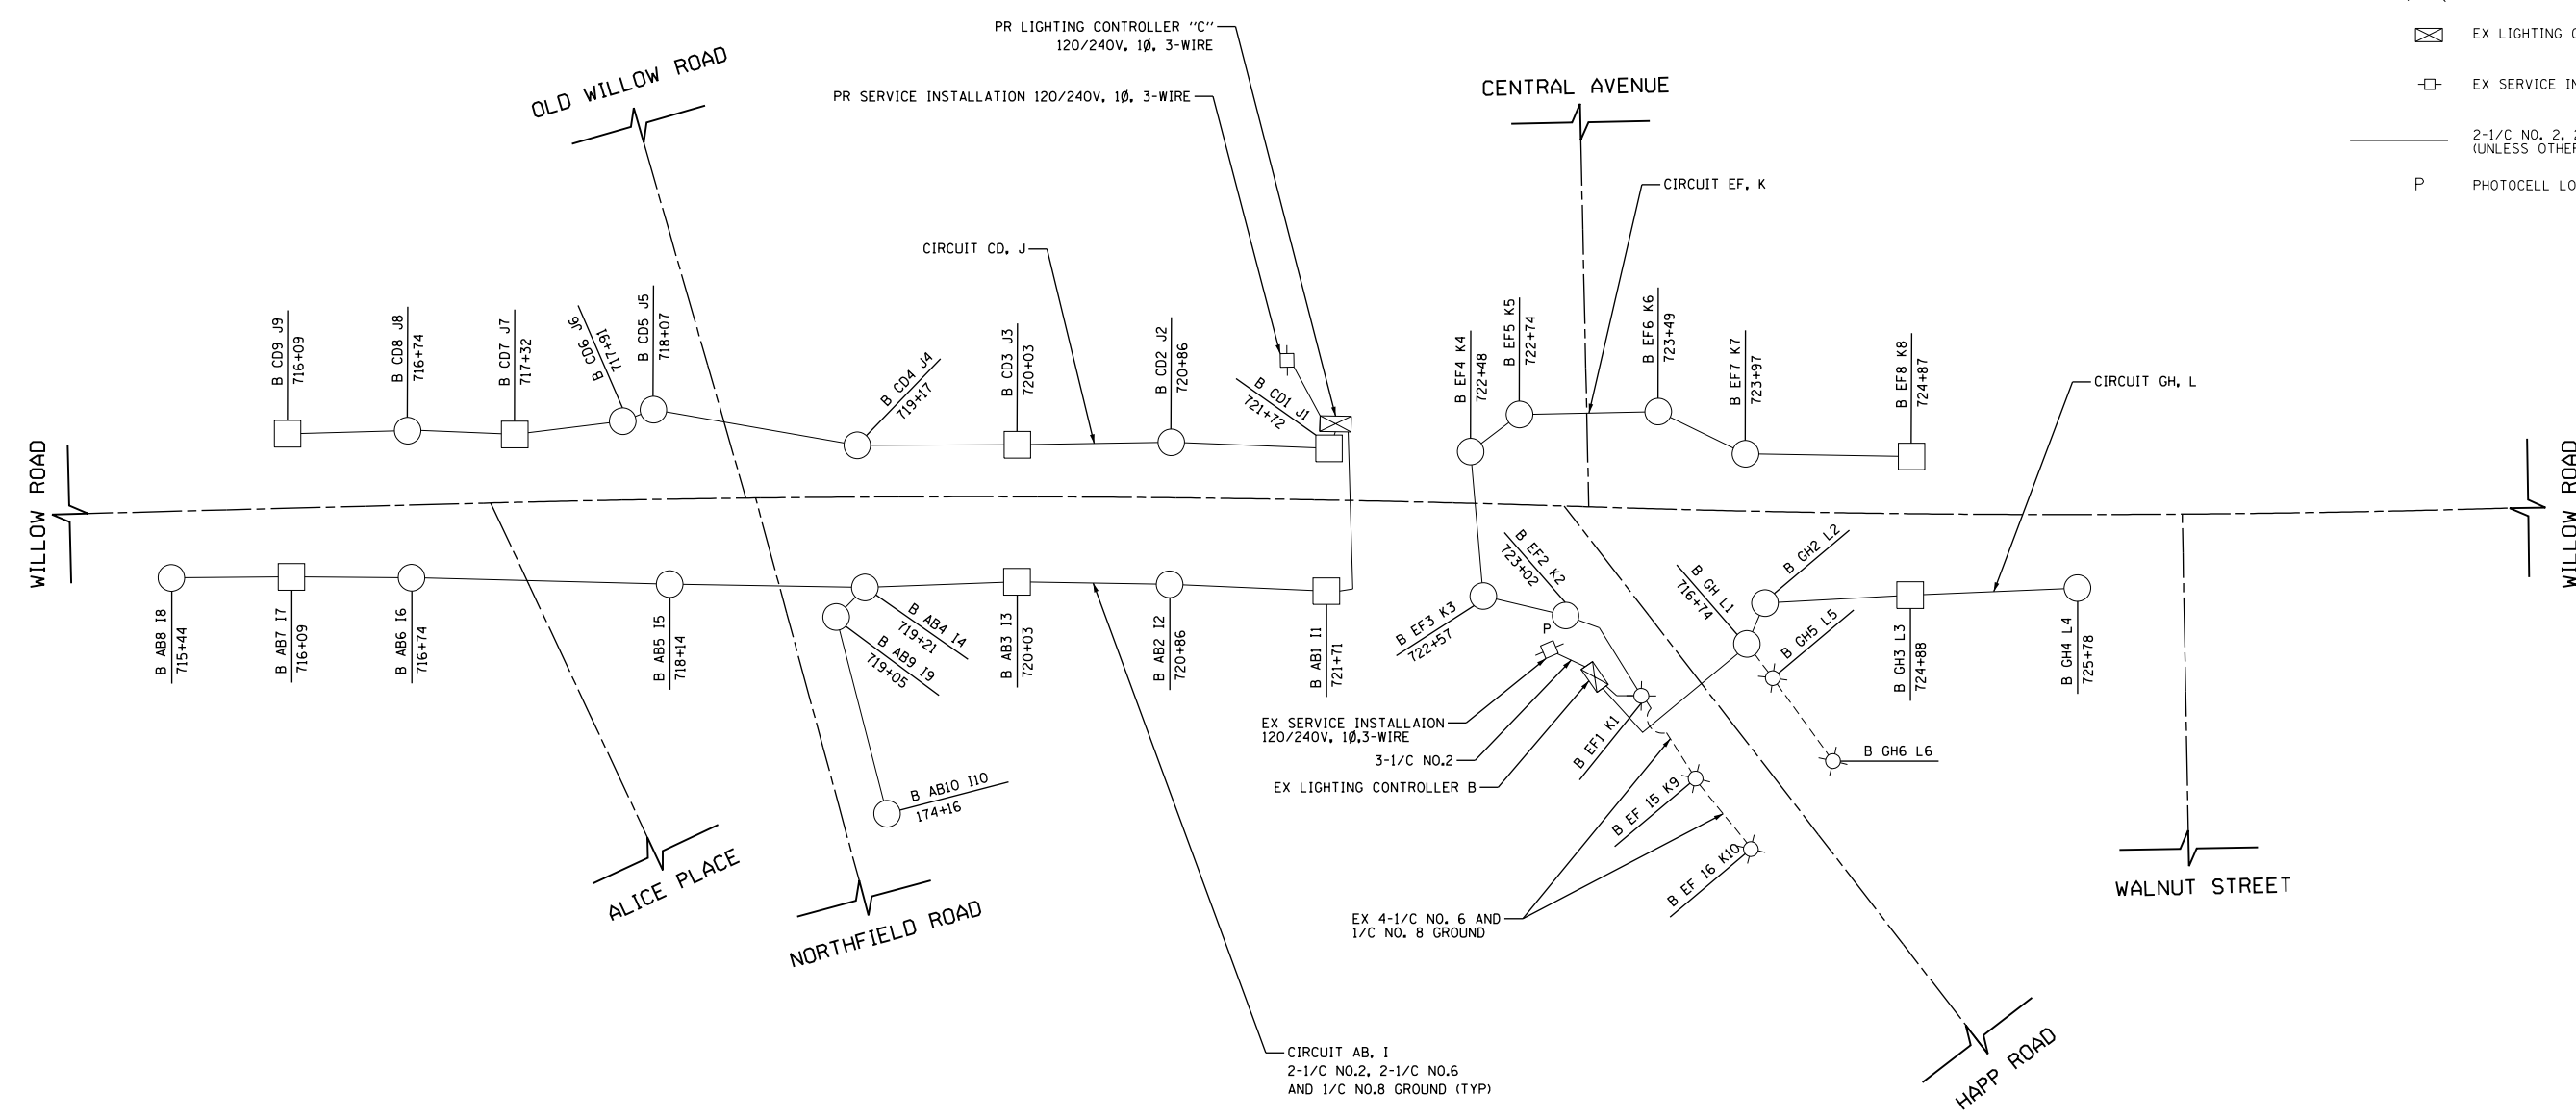 PR LIGHTING CONTROLLER "C"
120/240V, 1Ø, 3-WIRE
PR SERVICE INSTALLATION 120/240V, 1Ø, 3-WIRE
EX LIGHTING
EX SERVICE
2-1/C NO. 2,
(UNLESS
P
PHOTOCELL
OLD WILLOW ROAD
CENTRAL AVENUE
CIRCUIT EF, K
CIRCUIT CD, J
CIRCUIT GH, L
B CD9 J9
716+09
B CD8 J8
716+74
B CD7 J7
717+32
B CD6 J6
717+91
B CD5 J5
718+07
B CD4 J4
719+17
B CD3 J3
720+03
B CD2 J2
720+86
B CD1 J1
721+72
B EF4 K4
722+48
B EF5 K5
722+74
B EF6 K6
723+49
B EF7 K7
723+97
B EF8 K8
724+87
WILLOW ROAD
WILLOW ROAD
B AB8 I8
715+44
B AB7 I7
716+09
B AB6 I6
716+74
B AB5 I5
718+14
B AB4 I4
719+21
B AB9 I9
719+05
B AB3 I3
720+03
B AB2 I2
720+86
B AB1 I1
721+71
B EF3 K3
722+57
B EF2 K2
723+02
P
B GH L1
716+74
B GH2 L2
B GH5 L5
B GH3 L3
724+88
B GH4 L4
725+78
EX SERVICE INSTALLAION
120/240V, 1Ø,3-WIRE
3-1/C NO.2
EX LIGHTING CONTROLLER B
B EF1 K1
B GH6 L6
B EF 15 K9
B EF 16 K10
B AB10 I10
174+16
EX 4-1/C NO. 6 AND
1/C NO. 8 GROUND
ALICE PLACE
NORTHFIELD ROAD
WALNUT STREET
HAPP ROAD
CIRCUIT AB, I
2-1/C NO.2, 2-1/C NO.6
AND 1/C NO.8 GROUND (TYP)